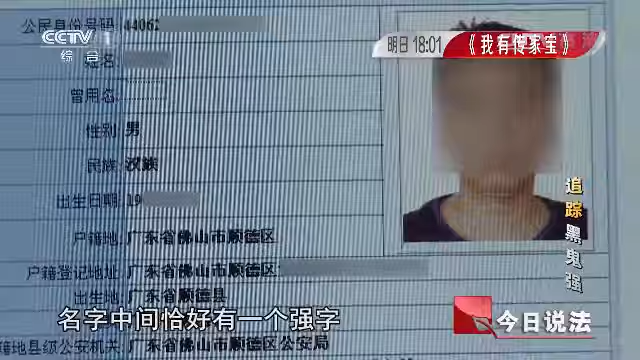 公民身份号码: 44062
CCTV 1
综合
明日 18:01
《我有传家宝》
姓名:
曾用名:
性别: 男
民族: 汉族
出生日期: 19
户籍地: 广东省佛山市顺德区
户籍登记地址: 广东省佛山市顺德区
出生地: 广东省顺德县
籍地县级公安机关: 广东省佛山市顺德区公安局
追踪黑鬼强
名字中间恰好有一个强字
今日说法